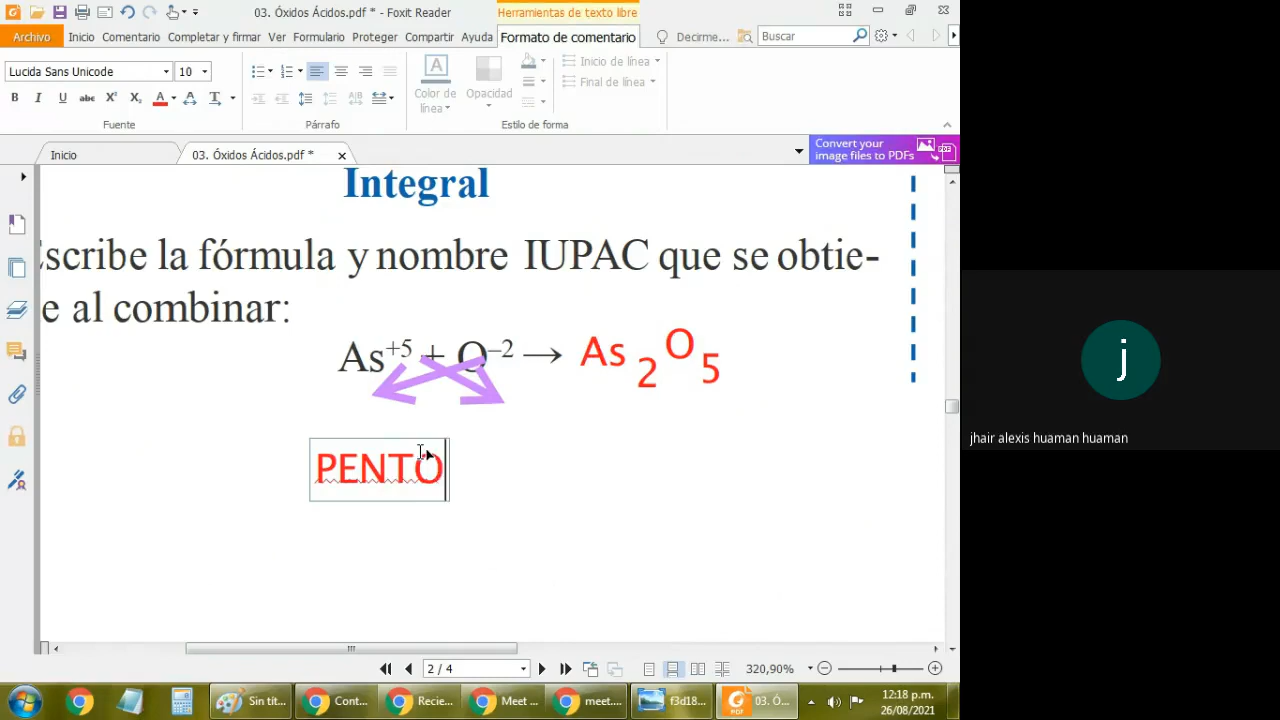 03. Óxidos Ácidos.pdf * - Foxit Reader
Herramientas de texto libre
Archivo Inicio Comentario Completar y firmar Ver Formulario Proteger Compartir Ayuda Formato de comentario Decirme... Buscar
Lucida Sans Unicode 10
Inicio de línea
Final de línea
Color de línea
Opacidad
Fuente Párrafo Estilo de forma
Inicio 03. Óxidos Ácidos.pdf *
Convert your
image files to PDFs
Integral
Escribe la fórmula y nombre IUPAC que se obtie-
e al combinar:
As+5 + O–2 → As2O5
PENTO
jhair alexis huaman huaman
j
2 / 4
320,90%
Sin tit...
Cont...
Recie...
Meet ...
meet....
f3d18...
03. Ó...
12:18 p.m.
26/08/2021